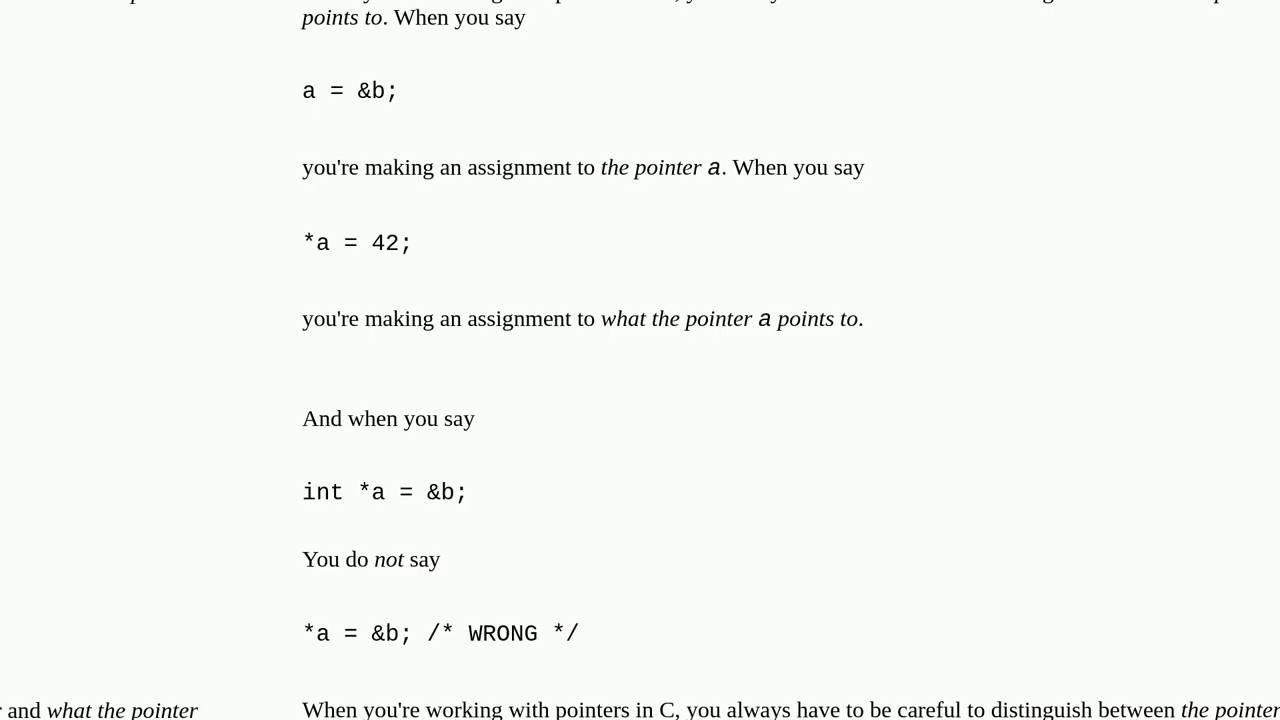 points to. When you say
a = &b;
you're making an assignment to the pointer a. When you say
*a = 42;
you're making an assignment to what the pointer a points to.
And when you say
int *a = &b;
You do not say
*a = &b; /* WRONG */
and what the pointer
When you're working with pointers in C, you always have to be careful to distinguish between the pointer